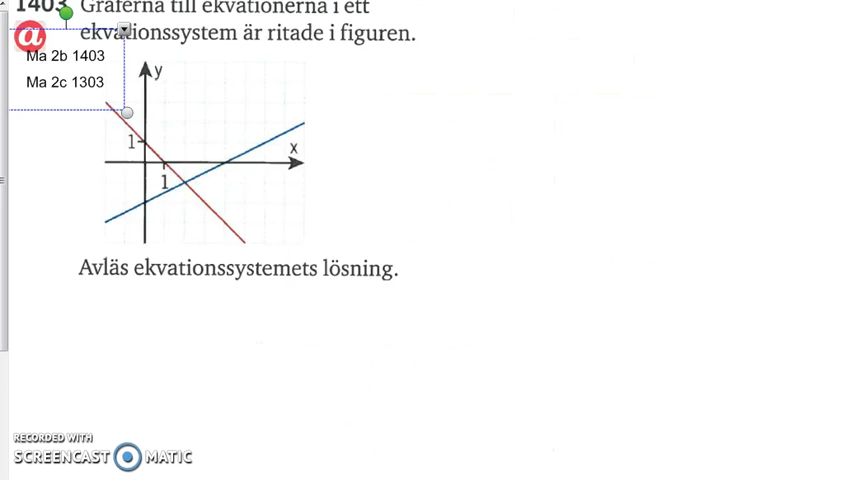 1403 Graferna till ekvationerna i ett
ekvationssystem är ritade i figuren.
a
Ma 2b 1403
Ma 2c 1303
y
1
x
1
Avläs ekvationssystemets lösning.
RECORDED WITH
SCREENCAST MATIC